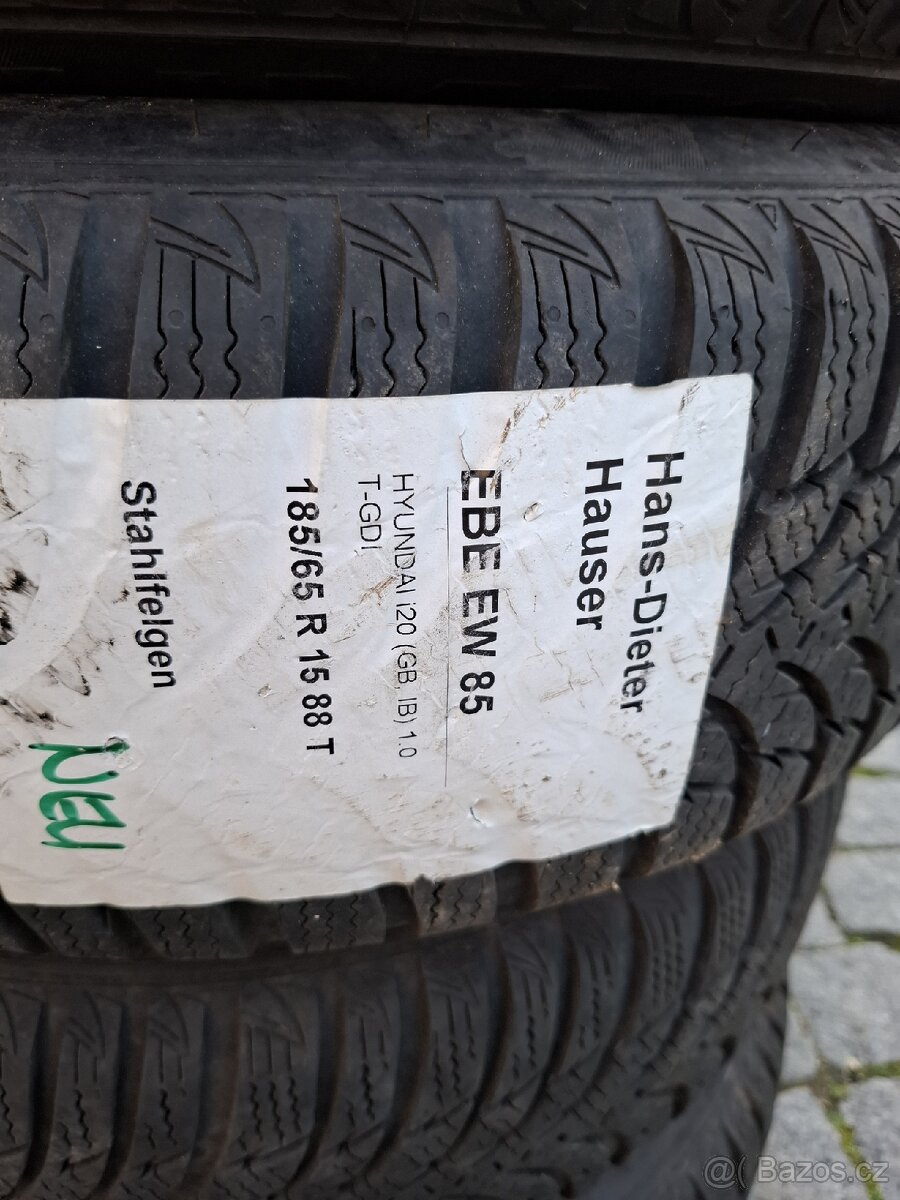 Hans-Dieter
Hauser
EBE EW 85
HYUNDAI i20 (GB, IB) 1.0
T-GDI
185/65 R 15 88 T
Stahlfelgen
NEU
@ Bazos.cz